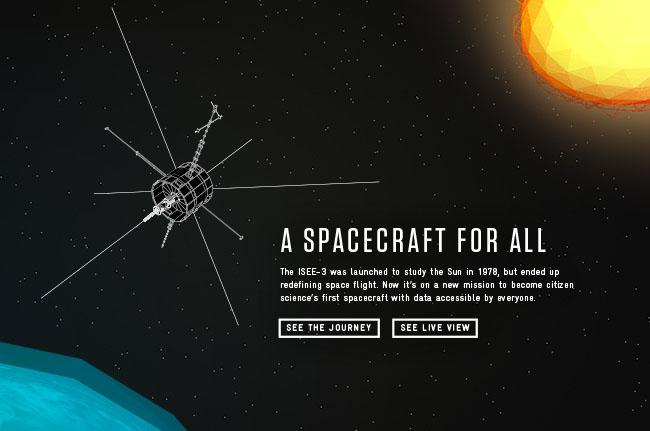 A SPACECRAFT FOR ALL
The ISEE-3 was launched to study the Sun in 1978, but ended up
redefining space flight. Now it's on a new mission to become citizen
science's first spacecraft with data accessible by everyone.
SEE THE JOURNEY
SEE LIVE VIEW